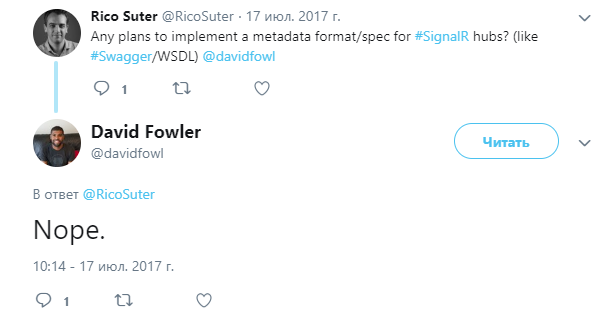 Rico Suter @RicoSuter · 17 июл. 2017 г.
Any plans to implement a metadata format/spec for #SignalR hubs? (like
#Swagger/WSDL) @davidfowl
1
David Fowler
@davidfowl
Читать
В ответ @RicoSuter
Nope.
10:14 - 17 июл. 2017 г.
1